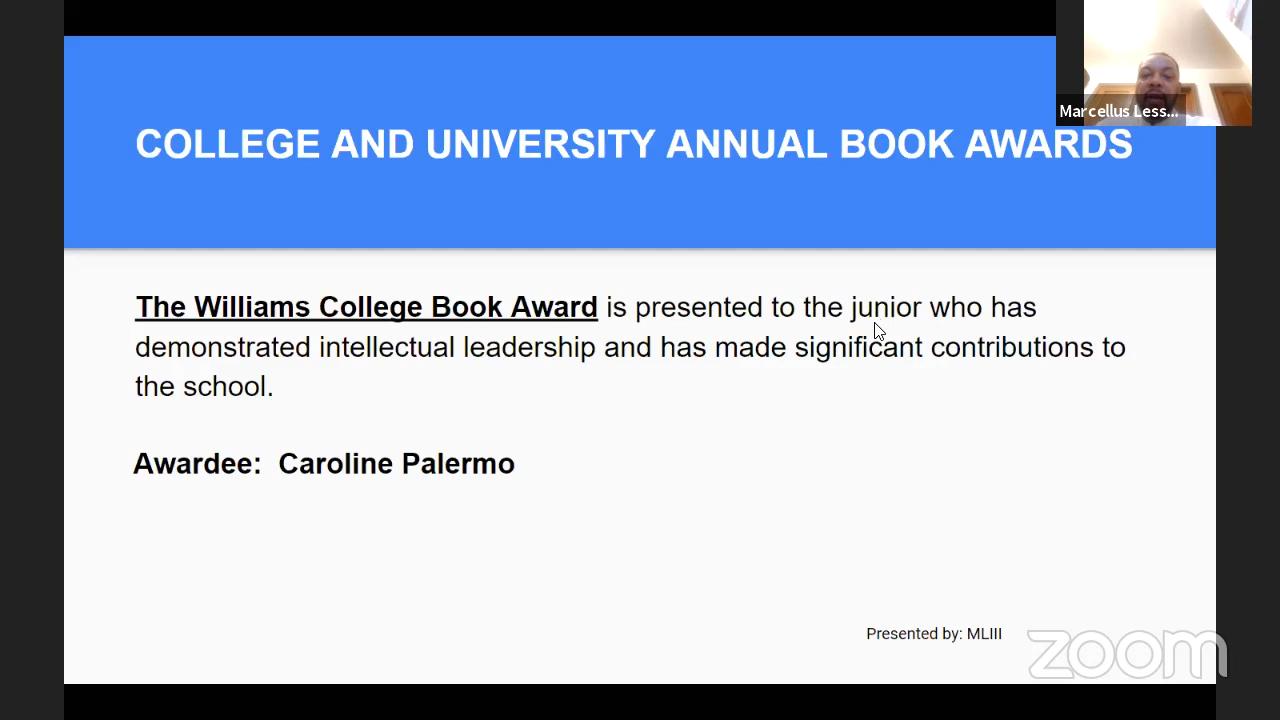 Marcellus Less...
COLLEGE AND UNIVERSITY ANNUAL BOOK AWARDS
The Williams College Book Award is presented to the junior who has
demonstrated intellectual leadership and has made significant contributions to
the school.
Awardee: Caroline Palermo
Presented by: MLIII
zoom